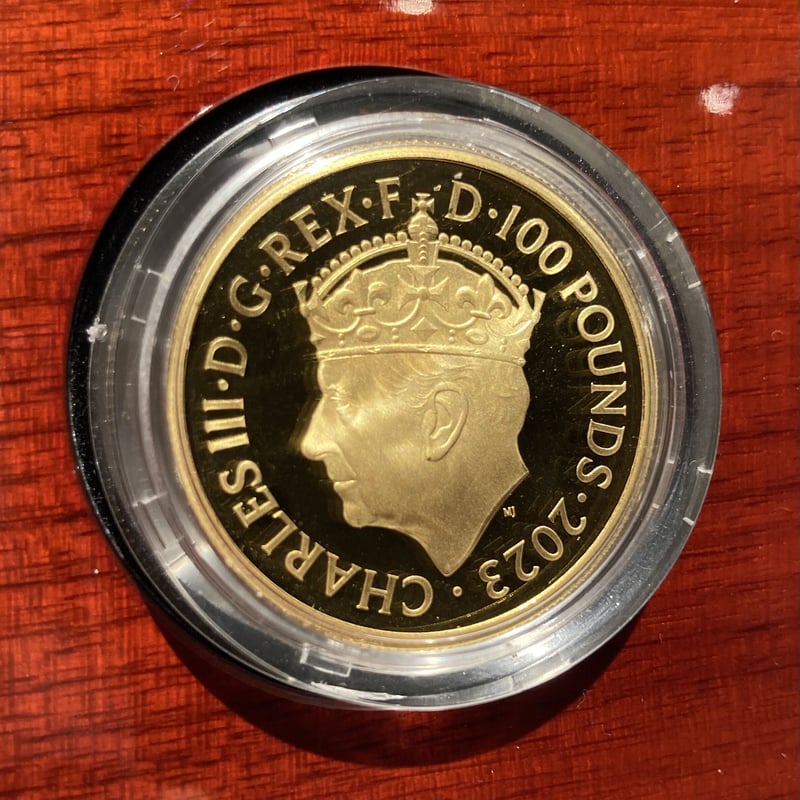 CHARLES III · D · G · REX · F D · 100 POUNDS · 2023 ·
MJ